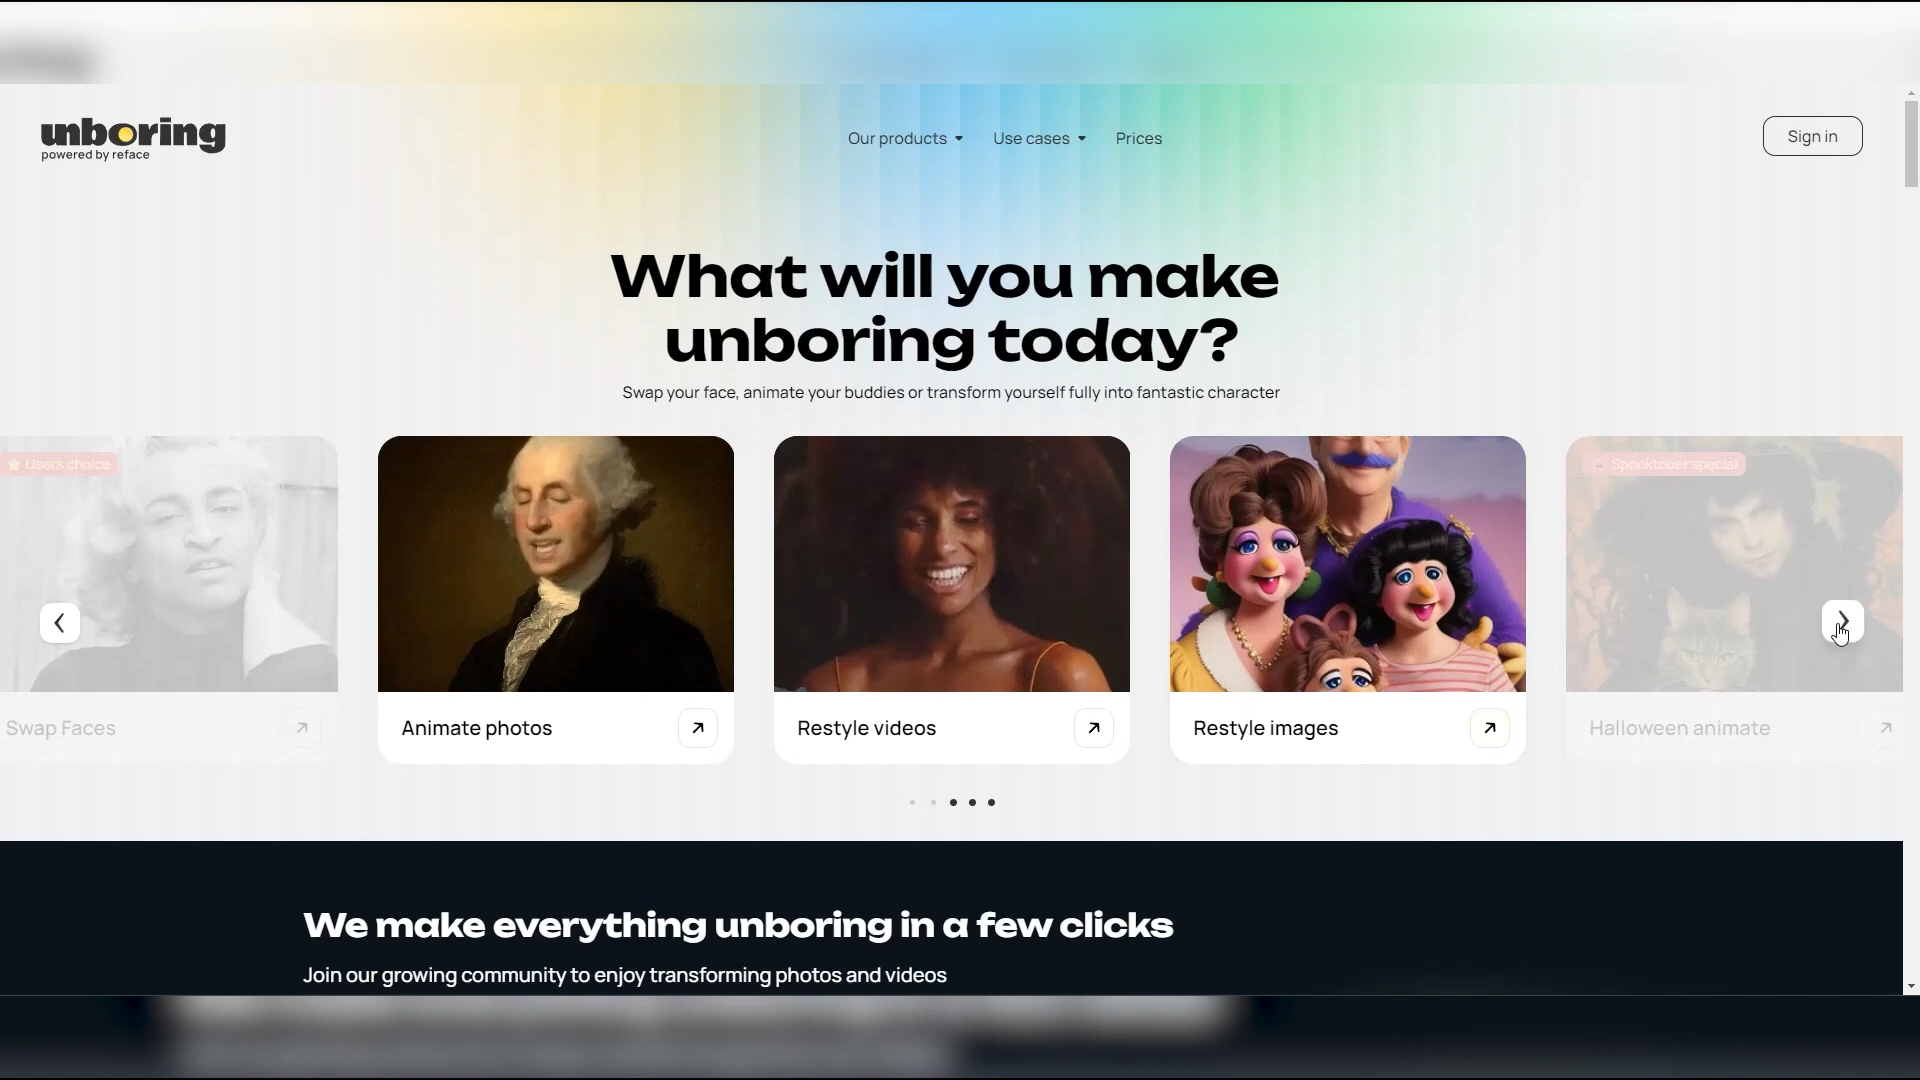 unboring
powered by reface
Our products
Use cases
Prices
Sign in
What will you make
unboring today?
Swap your face, animate your buddies or transform yourself fully into fantastic character
Users choice
Spooktober special
Swap Faces
Animate photos
Restyle videos
Restyle images
Halloween animate
We make everything unboring in a few clicks
Join our growing community to enjoy transforming photos and videos